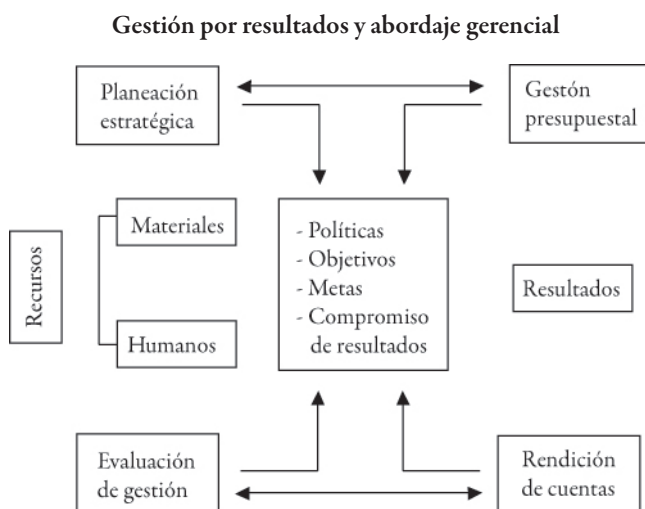 Gestión por resultados y abordaje gerencial
Planeación
estratégica
Gestón
presupuestal
Recursos
Materiales
Humanos
- Políticas
- Objetivos
- Metas
- Compromiso
de resultados
Resultados
Evaluación
de gestión
Rendición
de cuentas